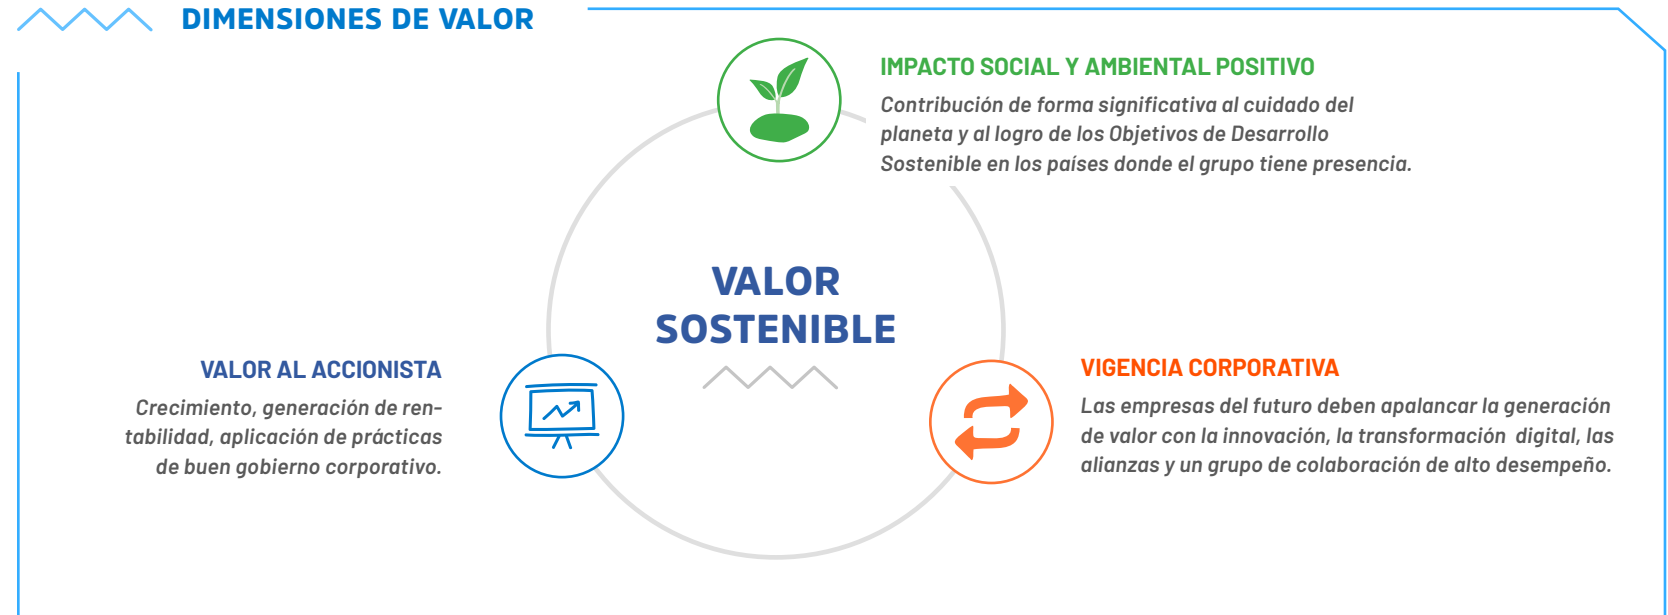 DIMENSIONES DE VALOR
IMPACTO SOCIAL Y AMBIENTAL POSITIVO
Contribución de forma significativa al cuidado del
planeta y al logro de los Objetivos de Desarrollo
Sostenible en los países donde el grupo tiene presencia.
VALOR
SOSTENIBLE
VALOR AL ACCIONISTA
Crecimiento, generación de ren-
tabilidad, aplicación de prácticas
de buen gobierno corporativo.
VIGENCIA CORPORATIVA
Las empresas del futuro deben apalancar la generación
de valor con la innovación, la transformación digital, las
alianzas y un grupo de colaboración de alto desempeño.